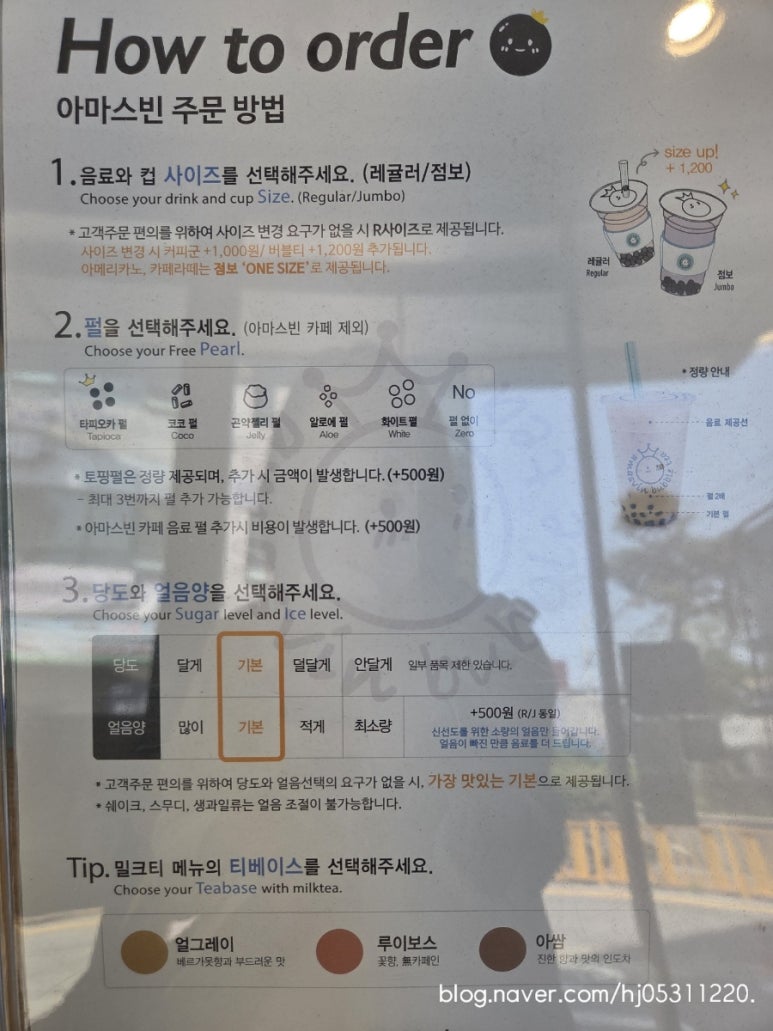 How to order
아마스빈 주문 방법
1. 음료와 컵 사이즈를 선택해주세요. (레귤러/점보)
Choose your drink and cup Size. (Regular/Jumbo)
size up!
+ 1,200
레귤러
Regular
점보
Jumbo
* 고객주문 편의를 위하여 사이즈 변경 요구가 없을 시 R사이즈로 제공됩니다.
사이즈 변경 시 커피군 +1,000원/ 버블티 +1,200원 추가됩니다.
아메리카노, 카페라떼는 점보 ‘ONE SIZE’로 제공됩니다.
2. 펄을 선택해주세요. (아마스빈 카페 제외)
Choose your Free Pearl.
타피오카 펄 코코 펄 곤약젤리 펄 알로에 펄 화이트 펄 No 펄 없이
Tapioca Coco Jelly Aloe White Zero
* 정량 안내
음료 제공선
펄 2배
기본 펄
* 토핑펄은 정량 제공되며, 추가 시 금액이 발생합니다. (+500원)
- 최대 3번까지 펄 추가 가능합니다.
* 아마스빈 카페 음료 펄 추가시 비용이 발생합니다. (+500원)
3. 당도와 얼음양을 선택해주세요.
Choose your Sugar level and Ice level.
당도 달게 기본 덜달게 안달게 일부 품목 제한 있습니다.
얼음양 많이 기본 적게 최소량 +500원 (R/J 동일)
신선도를 위한 소량의 얼음만 들어갑니다.
얼음이 빠진 만큼 음료를 더 드립니다.
* 고객주문 편의를 위하여 당도와 얼음선택의 요구가 없을 시, 가장 맛있는 기본으로 제공됩니다.
* 쉐이크, 스무디, 생과일류는 얼음 조절이 불가능합니다.
Tip. 밀크티 메뉴의 티베이스를 선택해주세요.
Choose your Teabase with milktea.
얼그레이 루이보스 아쌈
베르가못향과 부드러운 맛 꽃향, 無카페인 진한 향과 맛의 인도차
blog.naver.com/hj05311220.